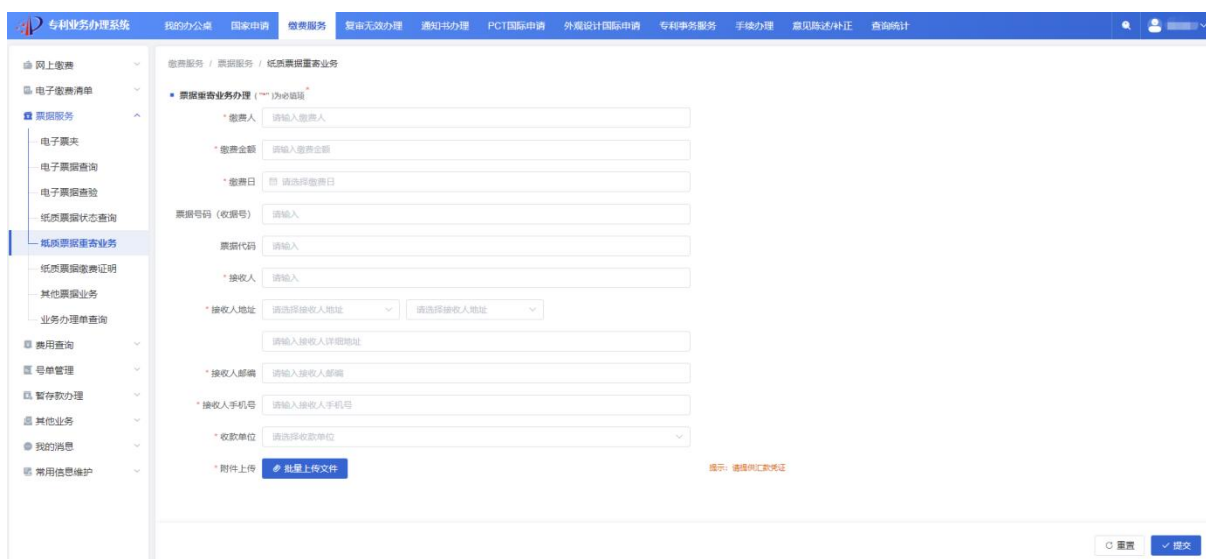 专利业务办理系统
我的办公桌 国家申请 缴费服务 复审无效办理 通知书办理 PCT国际申请 外观设计国际申请 专利事务服务 手续办理 意见陈述/补正 查询统计
网上缴费
电子缴费清单
票据服务
电子票夹
电子票据查询
电子票据查验
纸质票据状态查询
纸质票据重寄业务
纸质票据缴费证明
其他票据业务
业务办理单查询
费用查询
号单管理
暂存款办理
其他业务
我的消息
常用信息维护
缴费服务 / 票据服务 / 纸质票据重寄业务
票据重寄业务办理 ( "*" )为必填项*
* 缴费人 请输入缴费人
* 缴费金额 请输入缴费金额
* 缴费日 请选择缴费日
票据号码(收据号) 请输入
票据代码 请输入
* 接收人 请输入
* 接收人地址 请选择接收人地址 请选择接收人地址
请输入接收人详细地址
* 接收人邮编 请输入接收人邮编
* 接收人手机号 请输入接收人手机号
* 收款单位 请选择收款单位
* 附件上传 批量上传文件 提示:请提供汇款凭证
重置 提交